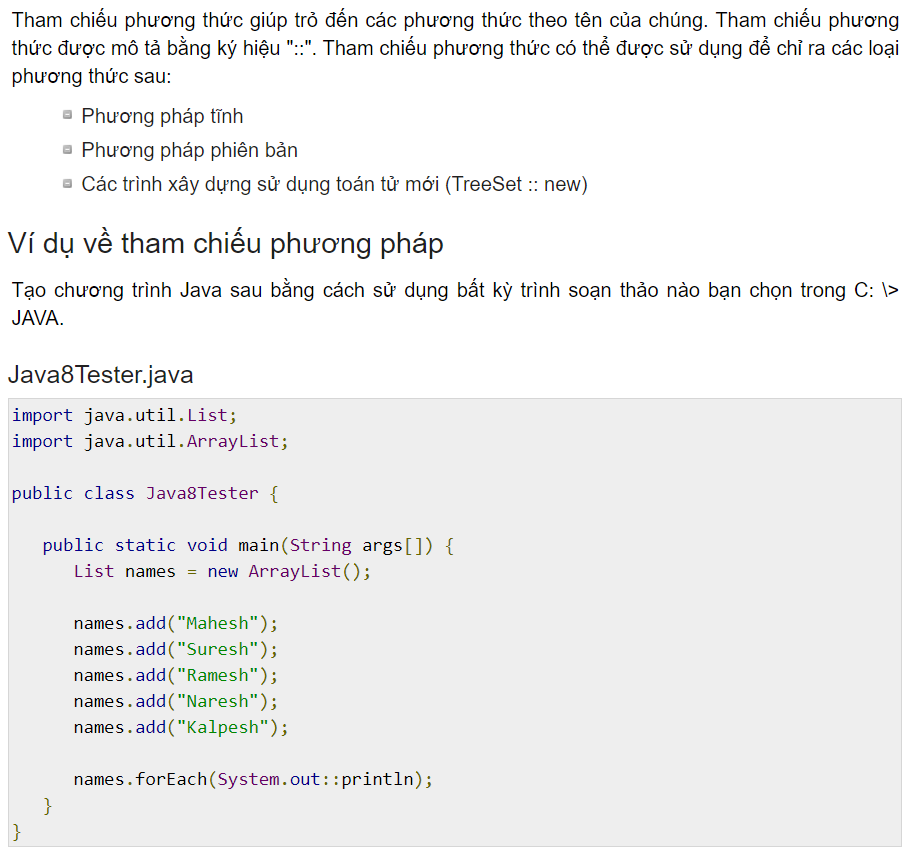 Tham chiếu phương thức giúp trỏ đến các phương thức theo tên của chúng. Tham chiếu phương
thức được mô tả bằng ký hiệu "::". Tham chiếu phương thức có thể được sử dụng để chỉ ra các loại
phương thức sau:
Phương pháp tĩnh
Phương pháp phiên bản
Các trình xây dựng sử dụng toán tử mới (TreeSet :: new)
Ví dụ về tham chiếu phương pháp
Tạo chương trình Java sau bằng cách sử dụng bất kỳ trình soạn thảo nào bạn chọn trong C: \>
JAVA.
Java8Tester.java
import java.util.List;
import java.util.ArrayList;
public class Java8Tester {
public static void main(String args[]) {
List names = new ArrayList();
names.add("Mahesh");
names.add("Suresh");
names.add("Ramesh");
names.add("Naresh");
names.add("Kalpesh");
names.forEach(System.out::println);
}
}